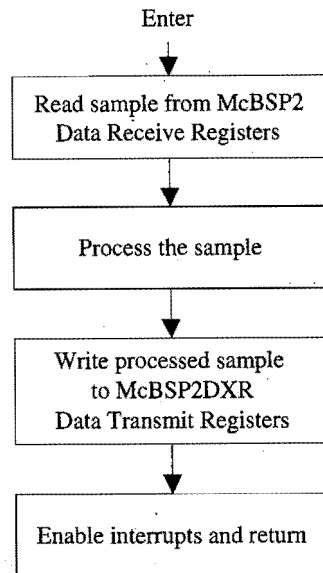 Enter
Read sample from McBSP2
Data Receive Registers
Process the sample
Write processed sample
to McBSP2DXR
Data Transmit Registers
Enable interrupts and return